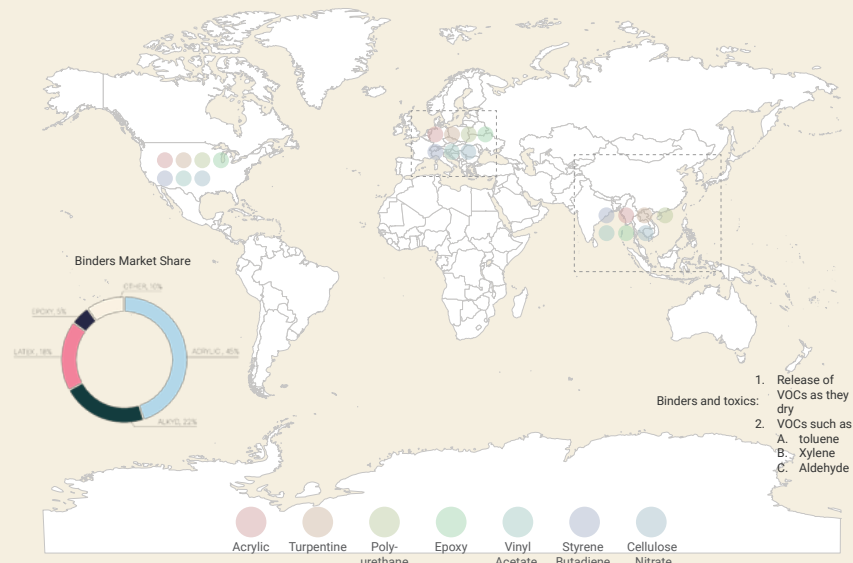 Binders Market Share
OTHER, 10%
EPOXY, 5%
LATEX, 18%
ACRYLIC, 45%
ALKYD, 22%
Binders and toxics:
1. Release of
VOCs as they
dry
2. VOCs such as
A. toluene
B. Xylene
C. Aldehyde
Acrylic
Turpentine
Poly-
urethane
Epoxy
Vinyl
Acetate
Styrene
Butadiene
Cellulose
Nitrate